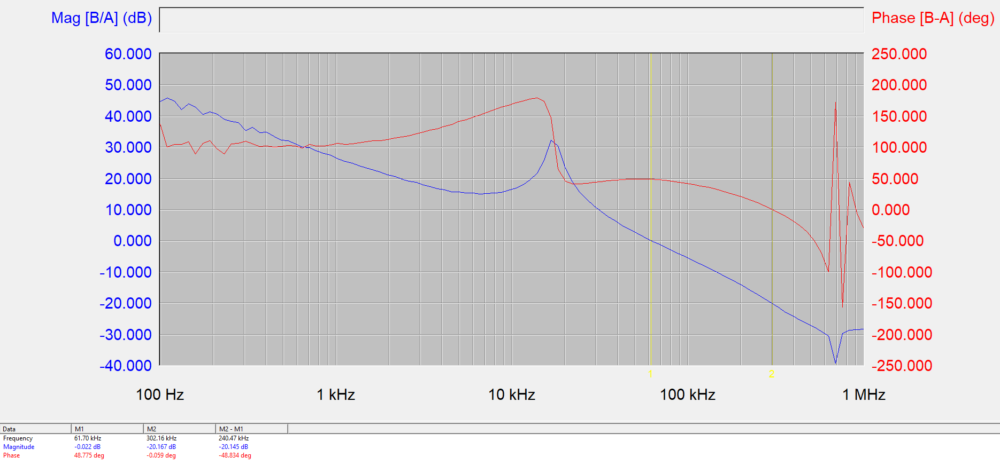 Mag [B/A] (dB) Phase [B-A] (deg)
60.000 250.000
50.000 200.000
40.000 150.000
30.000 100.000
20.000 50.000
10.000 0.000
0.000 -50.000
-10.000 -100.000
-20.000 -150.000
-30.000 -200.000
-40.000 -250.000
1 2
100 Hz 1 kHz 10 kHz 100 kHz 1 MHz
Data M1 M2 M2 - M1
Frequency 61.70 kHz 302.16 kHz 240.47 kHz
Magnitude -0.022 dB -20.167 dB -20.145 dB
Phase 48.775 deg -0.059 deg -48.834 deg